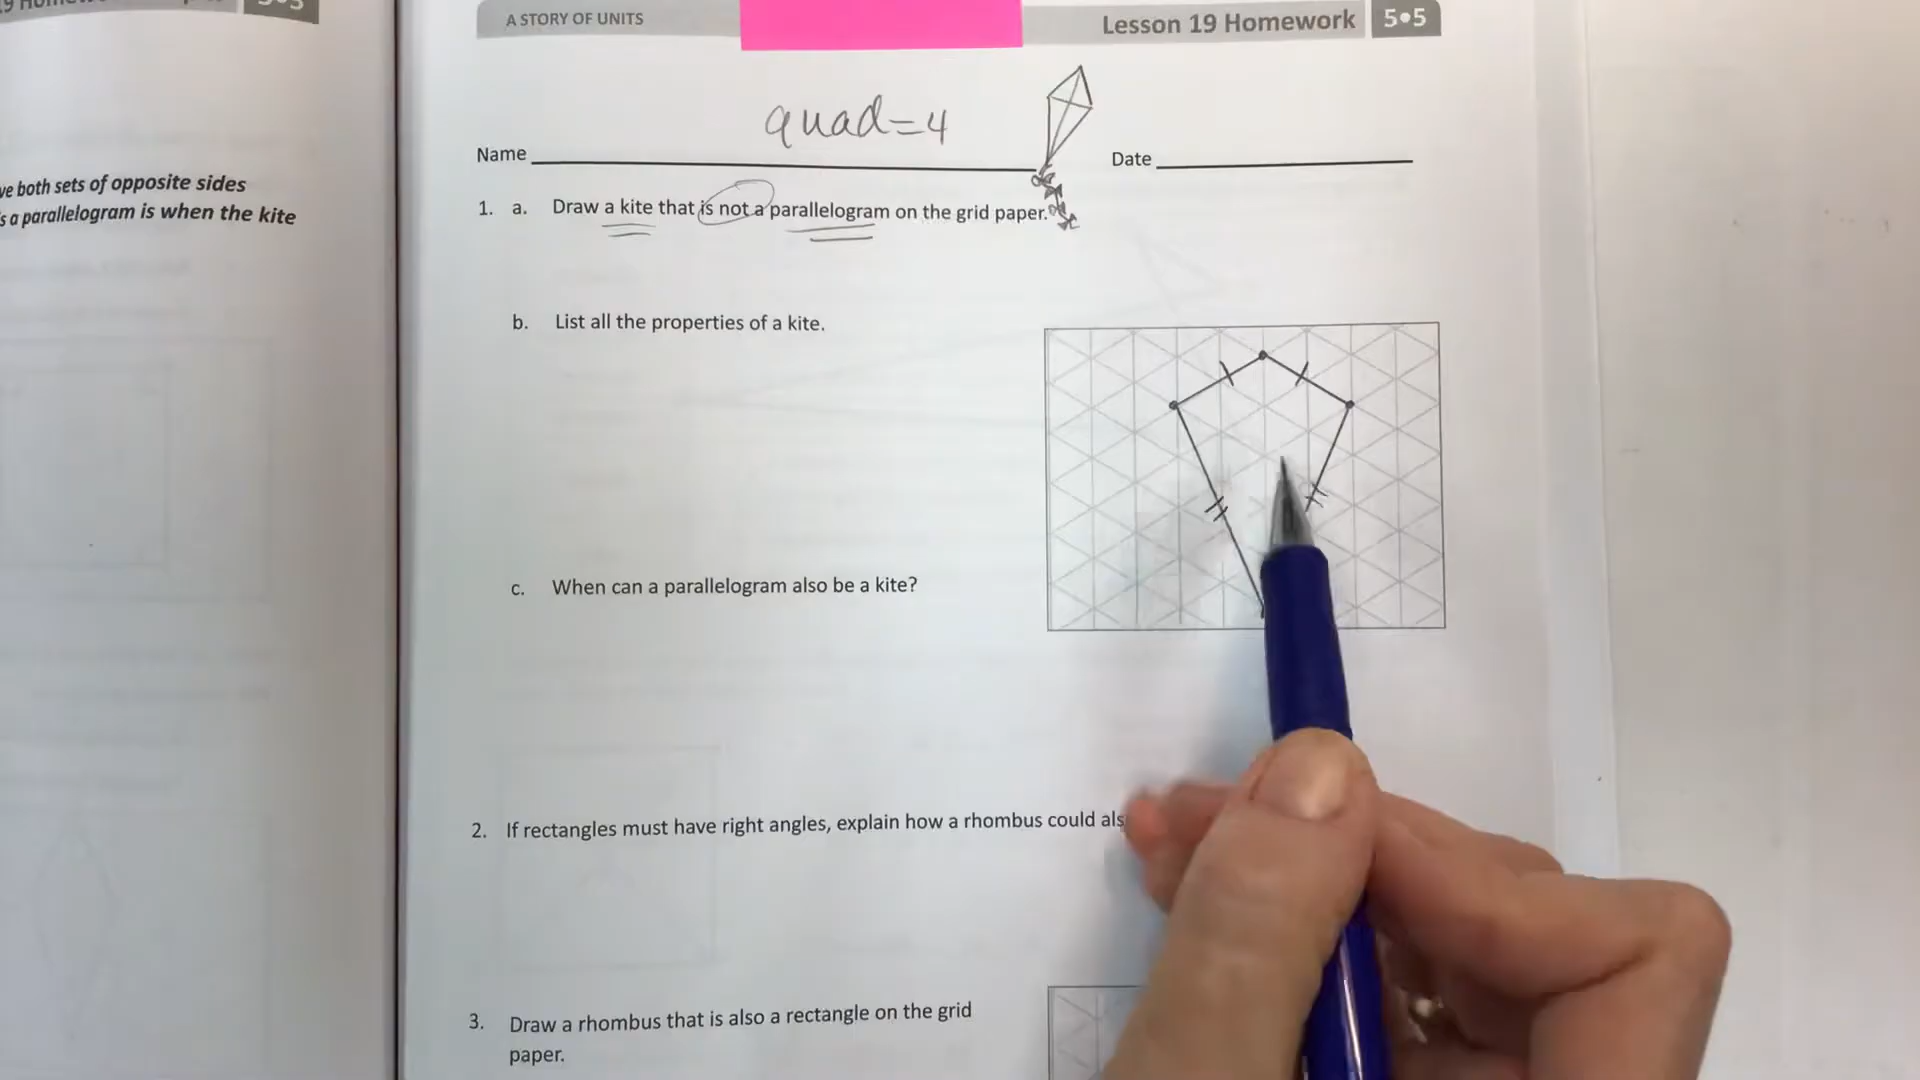 A STORY OF UNITS
Lesson 19 Homework 5•5
quad=4
Name
Date
both sets of opposite sides
a parallelogram is when the kite
1. a. Draw a kite that is not a parallelogram on the grid paper.
b. List all the properties of a kite.
c. When can a parallelogram also be a kite?
2. If rectangles must have right angles, explain how a rhombus could
3. Draw a rhombus that is also a rectangle on the grid
paper.